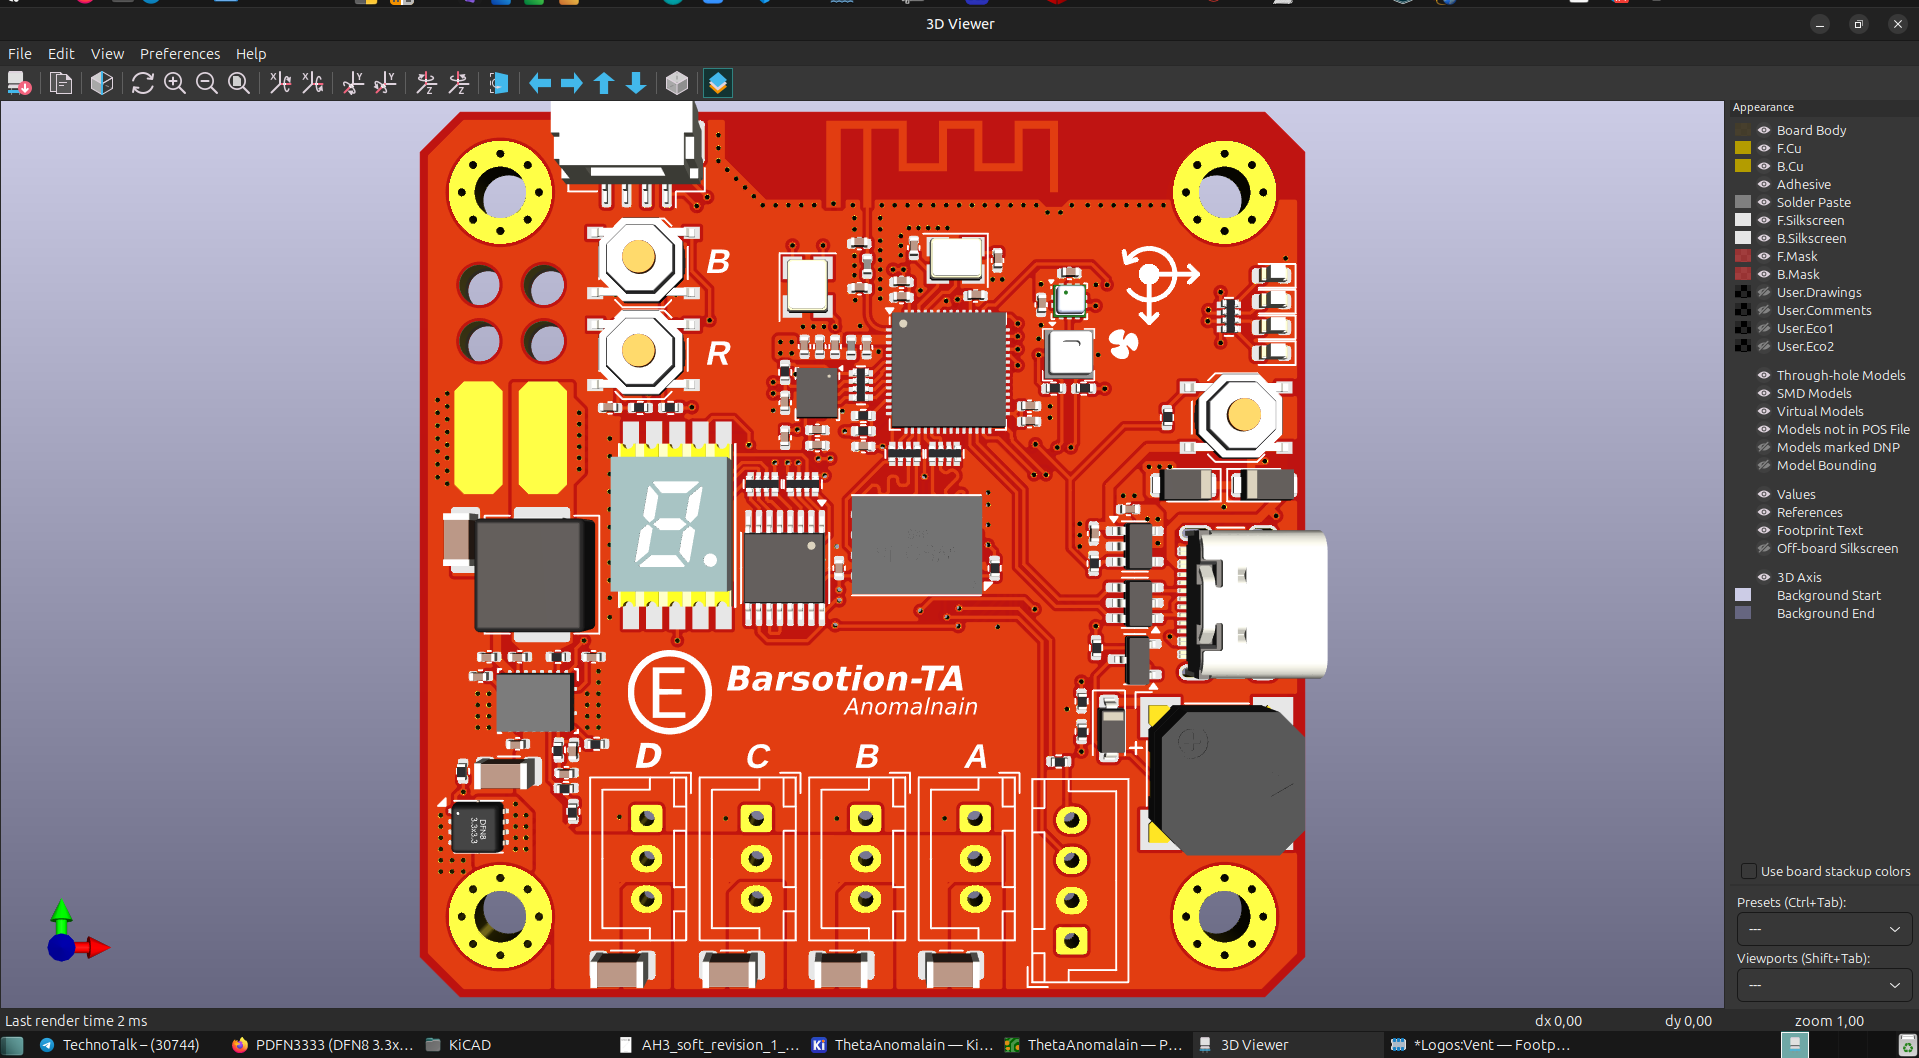 3D Viewer
File Edit View Preferences Help
Appearance
Board Body
F.Cu
B.Cu
Adhesive
Solder Paste
F.Silkscreen
B.Silkscreen
F.Mask
B.Mask
User.Drawings
User.Comments
User.Eco1
User.Eco2
Through-hole Models
SMD Models
Virtual Models
Models not in POS File
Models marked DNP
Model Bounding
Values
References
Footprint Text
Off-board Silkscreen
3D Axis
Background Start
Background End
Use board stackup colors
Presets (Ctrl+Tab):
---
Viewports (Shift+Tab):
---
B
R
8.
E
Barsotion-TA
Anomalnain
D C B A
+
DFN8
3.3x3.3
Last render time 2 ms
dx 0,00
dy 0,00
zoom 1,00
TechnoTalk – (30744)
PDFN3333 (DFN8 3.3x...
KiCAD
AH3_soft_revision_1_...
ThetaAnomalain — Ki...
ThetaAnomalain — P...
3D Viewer
*Logos:Vent — Footp...